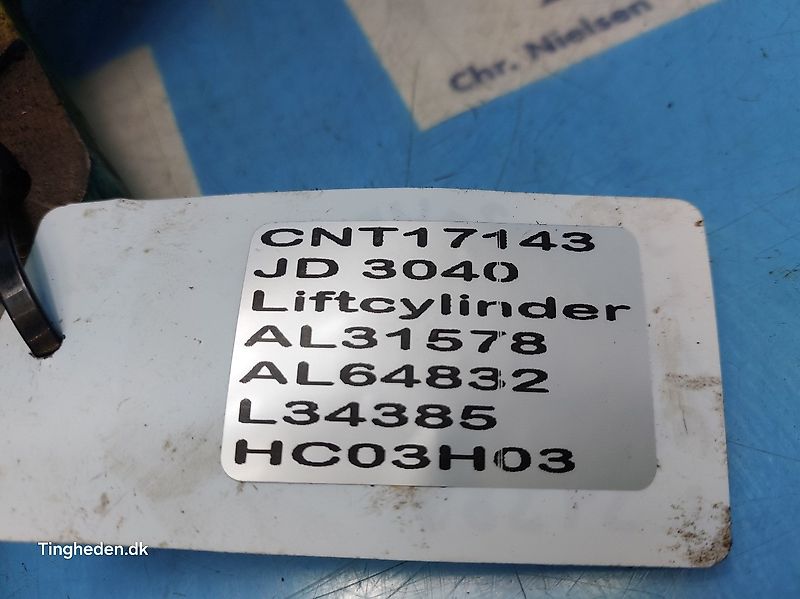 Chr. Nielsen
CNT17143
JD 3040
Liftcylinder
AL31578
AL64832
L34385
HC03H03
Tingheden.dk